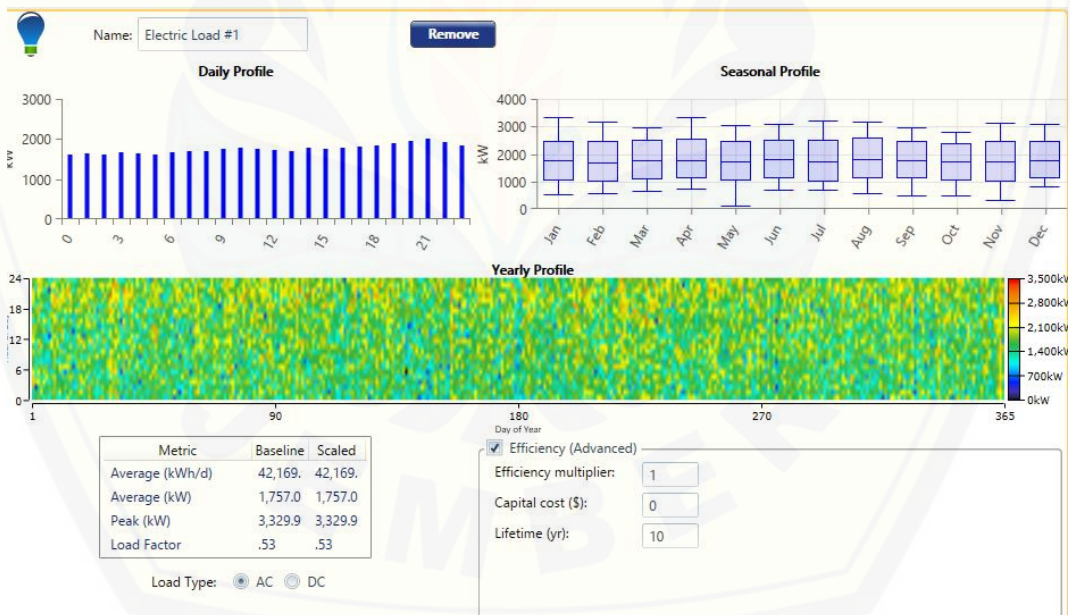 Name: Electric Load #1 Remove
Daily Profile
3000
2000
1000
0
kW
0 3 6 9 12 15 18 21
Seasonal Profile
4000
3000
2000
1000
0
kW
Jan Feb Mar Apr May Jun Jul Aug Sep Oct Nov Dec
Yearly Profile
24
18
12
6
0
3,500kW
2,800kW
2,100kW
1,400kW
700kW
0kW
1 90 180 270 365
Day of Year
Metric Baseline Scaled
Average (kWh/d) 42,169. 42,169.
Average (kW) 1,757.0 1,757.0
Peak (kW) 3,329.9 3,329.9
Load Factor .53 .53
Load Type: AC DC
Efficiency (Advanced)
Efficiency multiplier: 1
Capital cost ($): 0
Lifetime (yr): 10